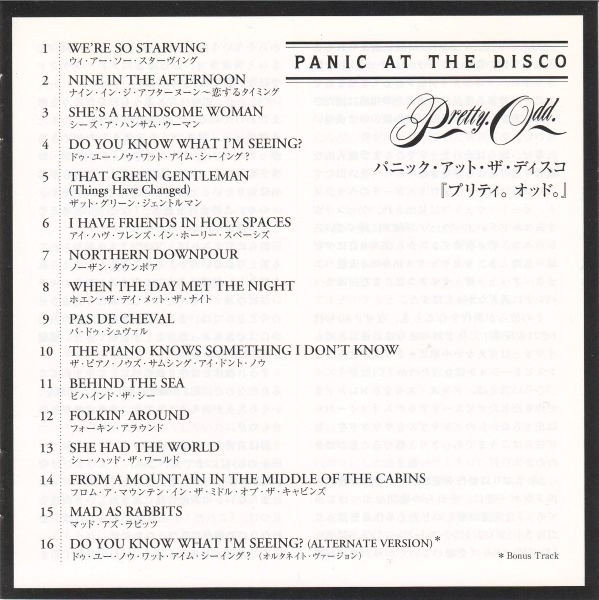 PANIC AT THE DISCO
Pretty. Odd.
パニック・アット・ザ・ディスコ
『プリティ。オッド。』
1 WE'RE SO STARVING
ウィ・アー・ソー・スターヴィング
2 NINE IN THE AFTERNOON
ナイン・イン・ジ・アフタヌーン～恋するタイミング
3 SHE'S A HANDSOME WOMAN
シーズ・ア・ハンサム・ウーマン
4 DO YOU KNOW WHAT I'M SEEING?
ドゥ・ユー・ノウ・ワット・アイム・シーイング？
5 THAT GREEN GENTLEMAN
(Things Have Changed)
ザット・グリーン・ジェントルマン
6 I HAVE FRIENDS IN HOLY SPACES
アイ・ハヴ・フレンズ・イン・ホーリー・スペーシズ
7 NORTHERN DOWNPOUR
ノーザン・ダウンポア
8 WHEN THE DAY MET THE NIGHT
ホエン・ザ・デイ・メット・ザ・ナイト
9 PAS DE CHEVAL
パ・ドゥ・シュヴァル
10 THE PIANO KNOWS SOMETHING I DON'T KNOW
ザ・ピアノ・ノウズ・サムシング・アイ・ドント・ノウ
11 BEHIND THE SEA
ビハインド・ザ・シー
12 FOLKIN' AROUND
フォーキン・アラウンド
13 SHE HAD THE WORLD
シー・ハッド・ザ・ワールド
14 FROM A MOUNTAIN IN THE MIDDLE OF THE CABINS
フロム・ア・マウンテン・イン・ザ・ミドル・オブ・ザ・キャビンズ
15 MAD AS RABBITS
マッド・アズ・ラビッツ
16 DO YOU KNOW WHAT I'M SEEING? (ALTERNATE VERSION)*
ドゥ・ユー・ノウ・ワット・アイム・シーイング？（オルタネイト・ヴァージョン）
* Bonus Track